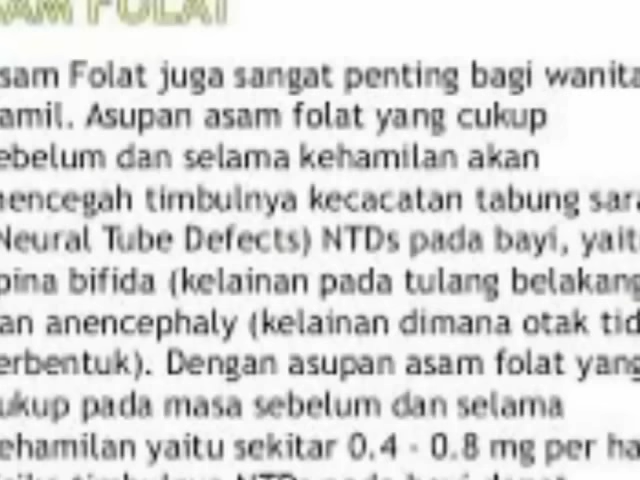 ASAM FOLAT
sam Folat juga sangat penting bagi wanita
amil. Asupan asam folat yang cukup
ebelum dan selama kehamilan akan
encegah timbulnya kecacatan tabung sara
Neural Tube Defects) NTDs pada bayi, yait
pina bifida (kelainan pada tulang belakang
an anencephaly (kelainan dimana otak tid
erbentuk). Dengan asupan asam folat yang
ukup pada masa sebelum dan selama
ehamilan yaitu sekitar 0.4 - 0.8 mg per ha